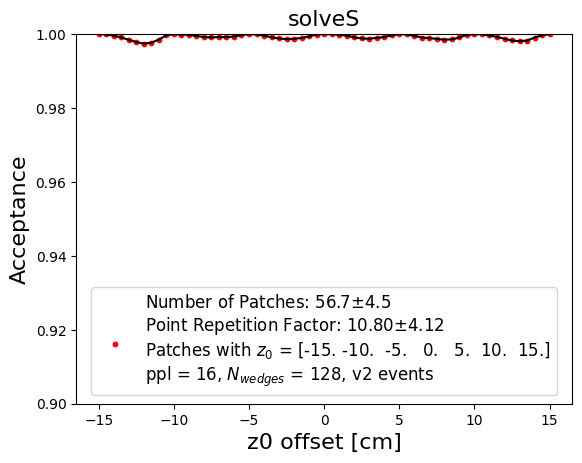 solveS
1.00
0.98
0.96
0.94
0.92
0.90
Acceptance
Number of Patches: 56.7±4.5
Point Repetition Factor: 10.80±4.12
Patches with z₀ = [-15. -10.  -5.   0.   5.  10.  15.]
ppl = 16, N_wedges = 128, v2 events
−15 −10 −5 0 5 10 15
z0 offset [cm]